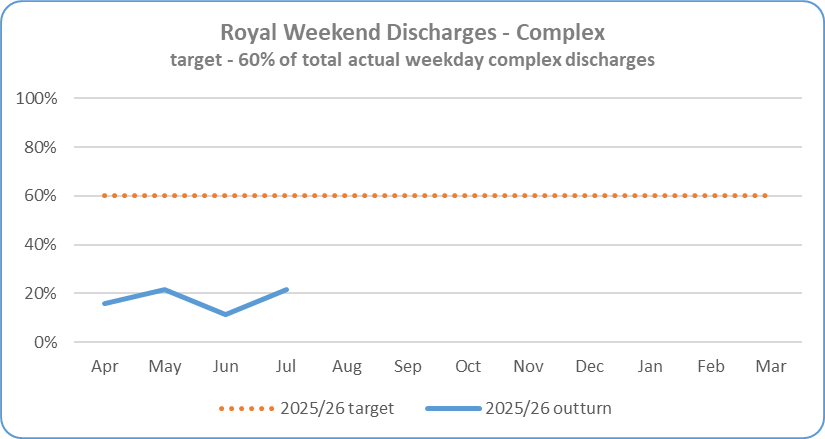 Royal Weekend Discharges - Complex
target - 60% of total actual weekday complex discharges
100%
80%
60%
40%
20%
0%
Apr May Jun Jul Aug Sep Oct Nov Dec Jan Feb Mar
2025/26 target 2025/26 outturn